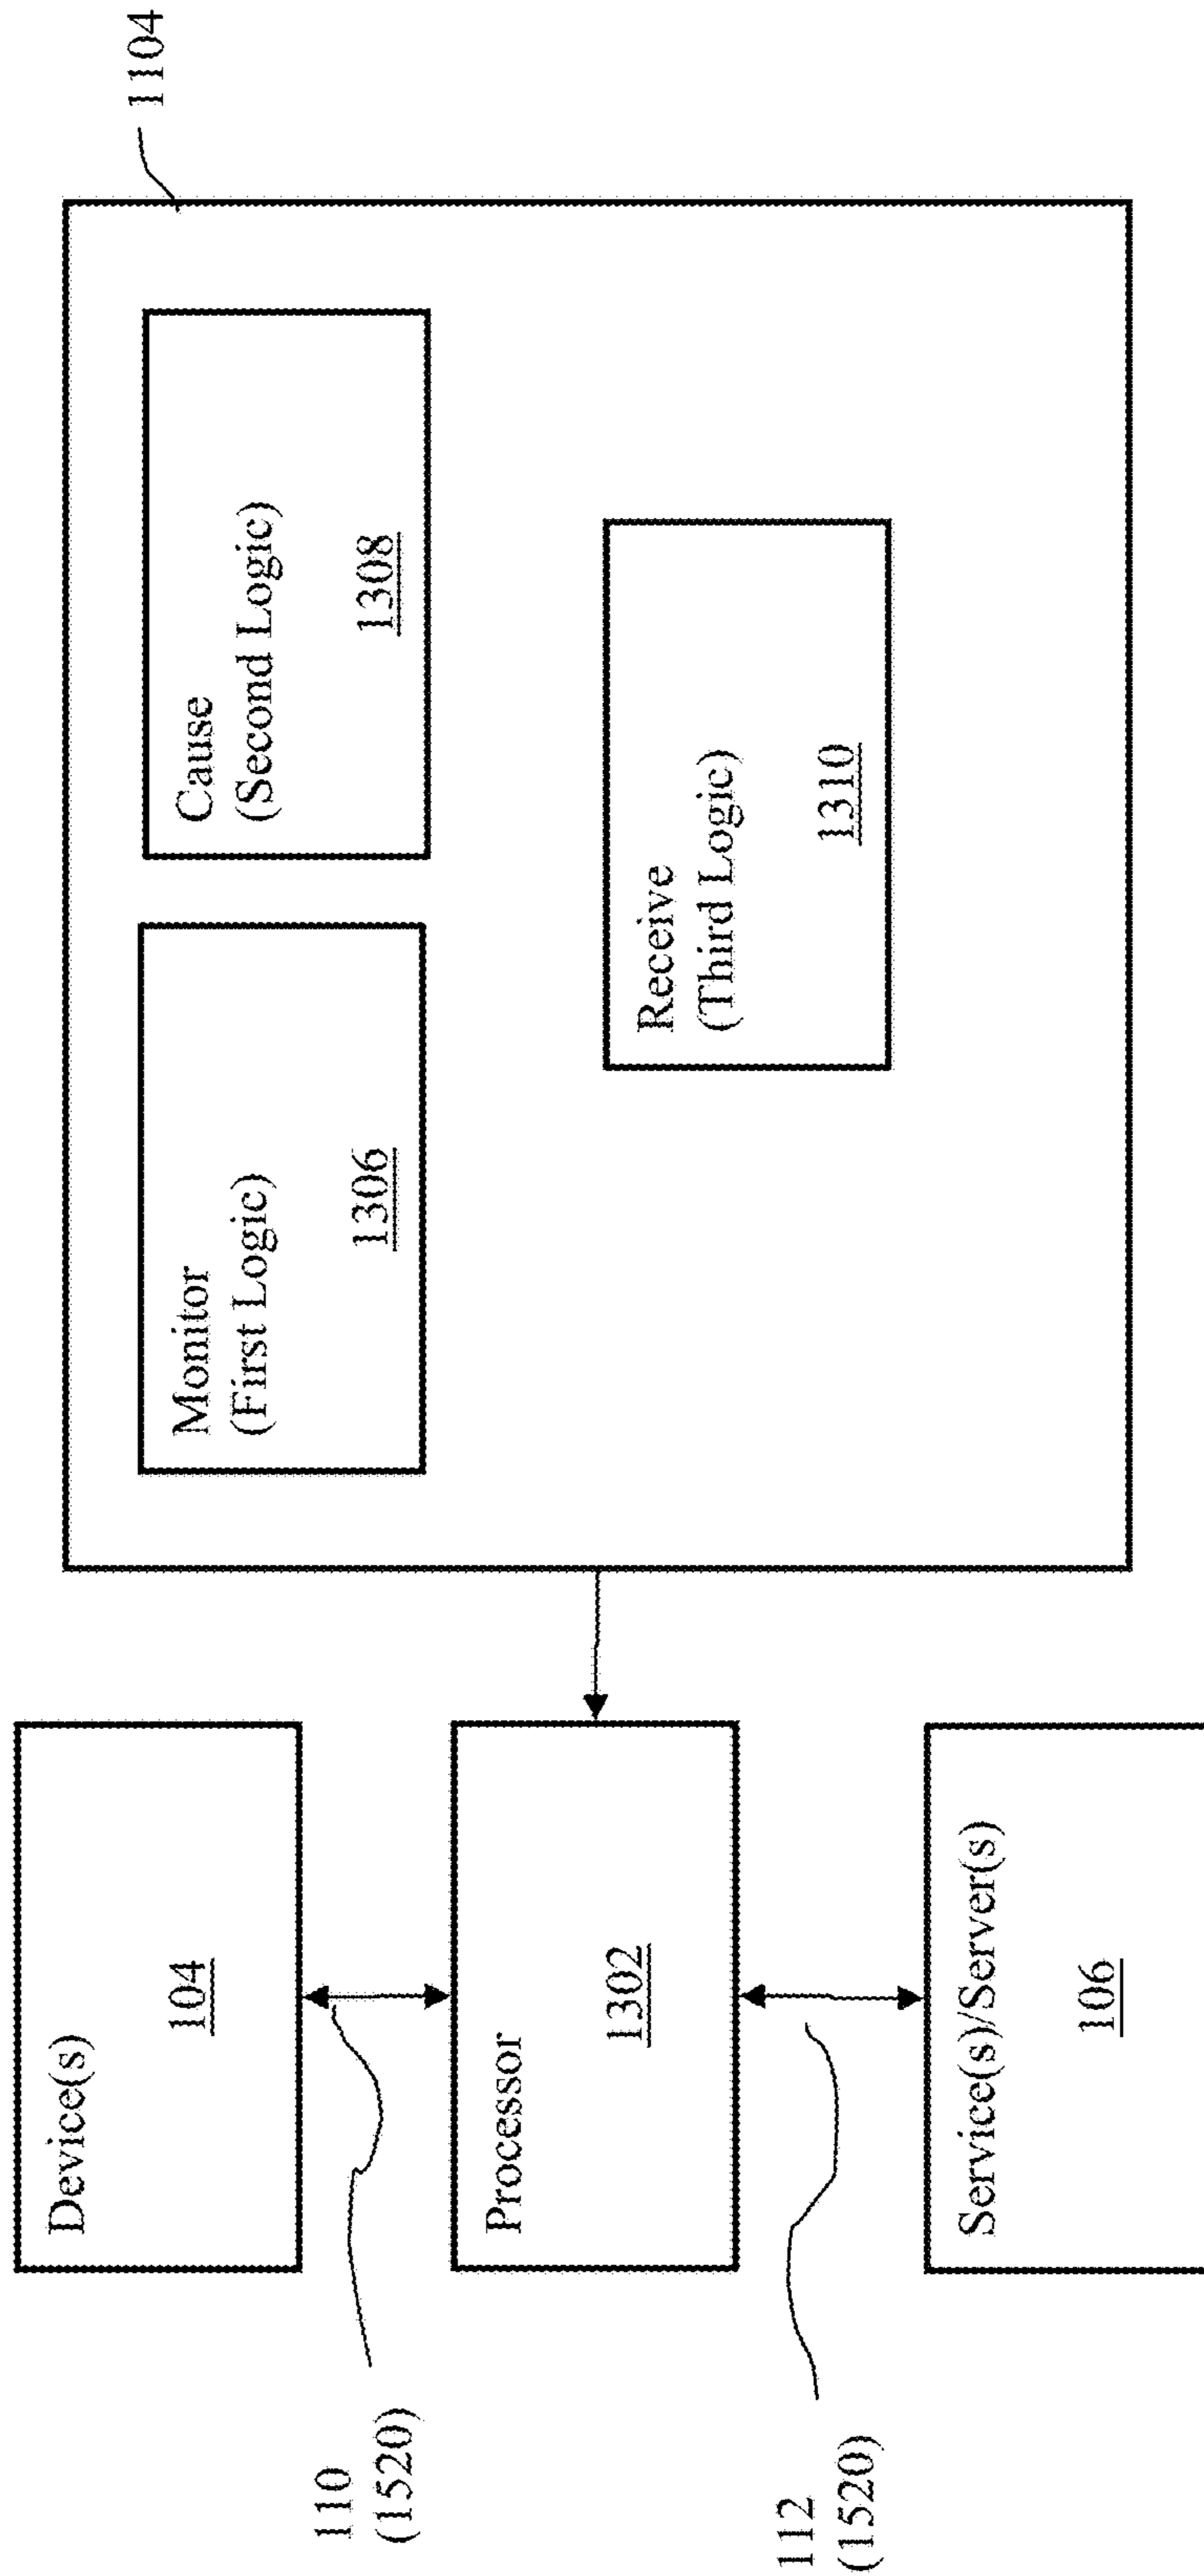 Device(s)
104
110
(1520)
Processor
1302
112
(1520)
Service(s)/Server(s)
106
1104
Monitor
(First Logic)
1306
Cause
(Second Logic)
1308
Receive
(Third Logic)
1310